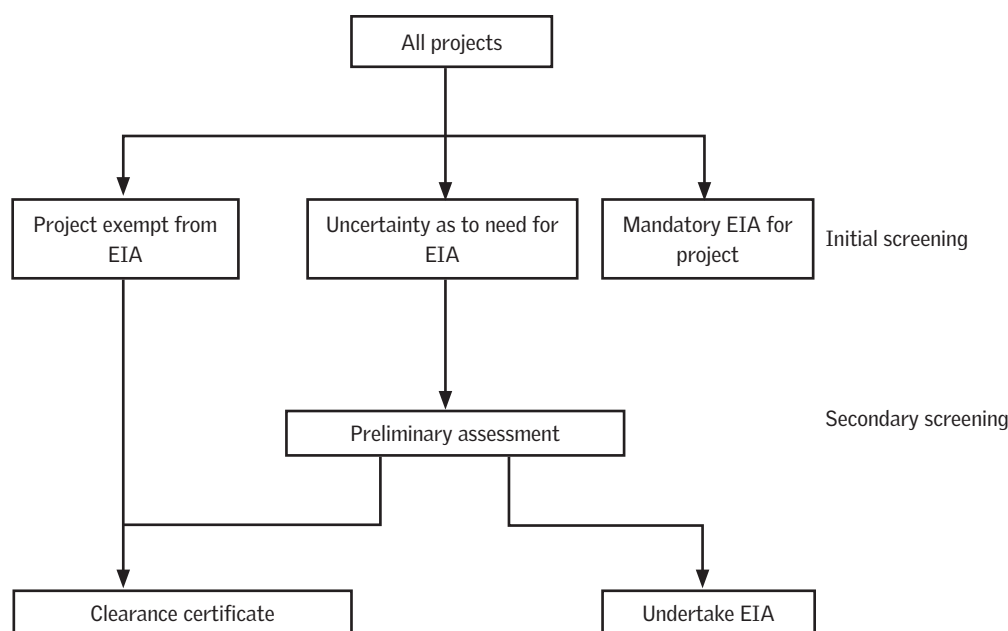 All projects
Project exempt from
EIA
Uncertainty as to need for
EIA
Mandatory EIA for
project
Initial screening
Secondary screening
Preliminary assessment
Clearance certificate
Undertake EIA